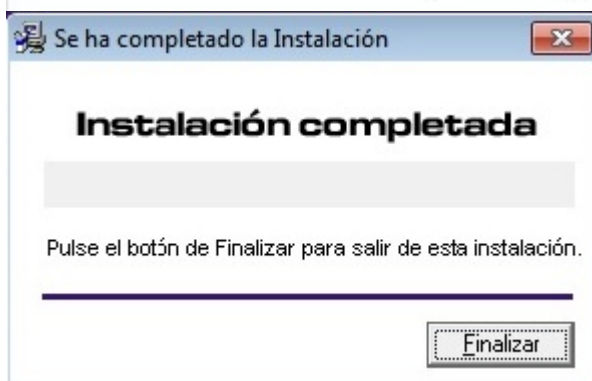 Se ha completado la Instalación
Instalación completada
Pulse el botón de Finalizar para salir de esta instalación.
Finalizar